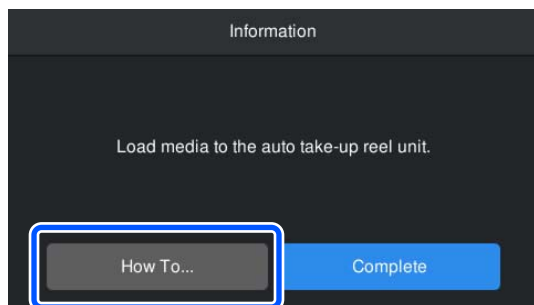 Information
Load media to the auto take-up reel unit.
How To...
Complete